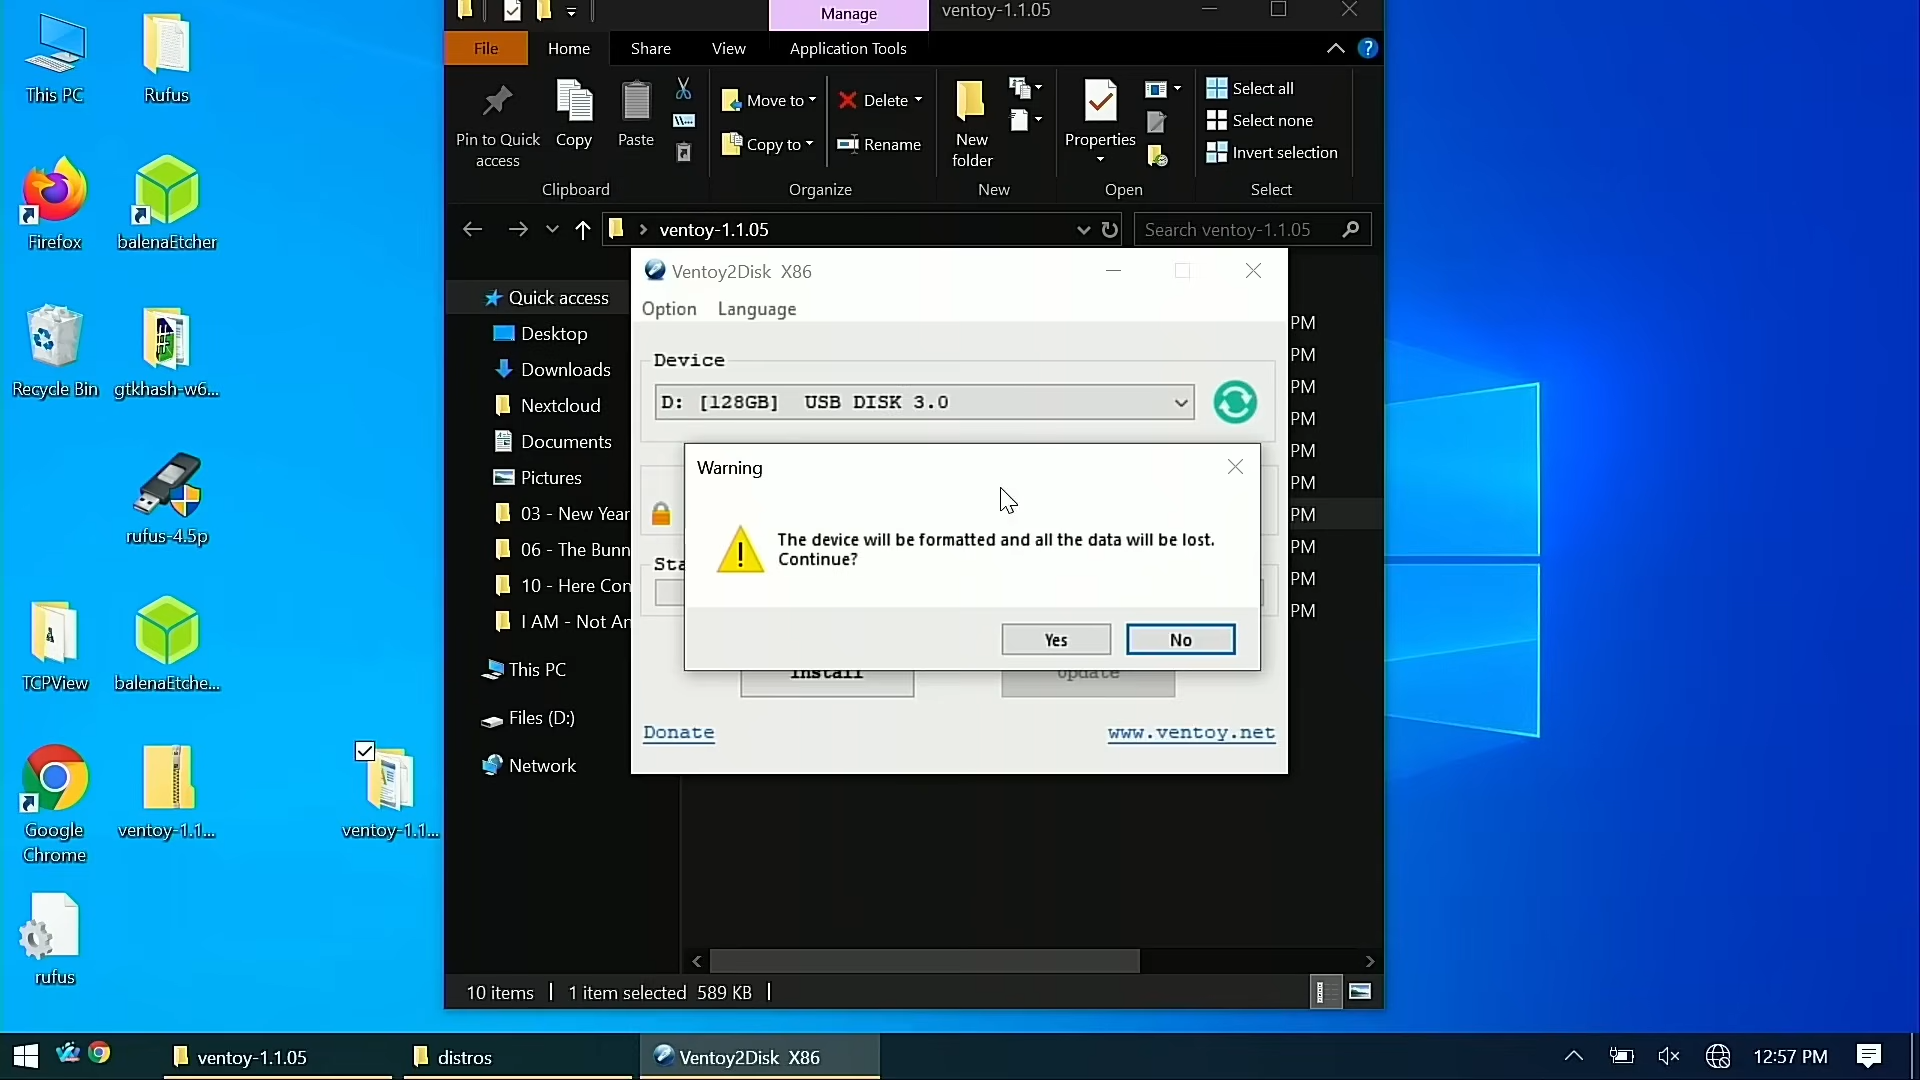 Manage
ventoy-1.1.05
File
Home
Share
View
Application Tools
Pin to Quick access
Copy
Paste
Move to
Copy to
Delete
Rename
New folder
Properties
Select all
Select none
Invert selection
Clipboard
Organize
New
Open
Select
ventoy-1.1.05
Search ventoy-1.1.05
Quick access
Desktop
Downloads
Nextcloud
Documents
Pictures
03 - New Year
06 - The Bunn
10 - Here Con
I AM - Not An
This PC
Files (D:)
Network
PM
PM
PM
PM
PM
PM
PM
PM
PM
PM
Ventoy2Disk X86
Option
Language
Device
D: [128GB] USB DISK 3.0
Sta
Warning
The device will be formatted and all the data will be lost.
Continue?
Yes
No
Install
Update
Donate
www.ventoy.net
10 items
1 item selected 589 KB
This PC
Rufus
Firefox
balenaEtcher
Recycle Bin
gtkhash-w6...
rufus-4.5p
TCPView
balenaEtche...
Google
Chrome
ventoy-1.1...
ventoy-1.1...
rufus
ventoy-1.1.05
distros
Ventoy2Disk X86
12:57 PM